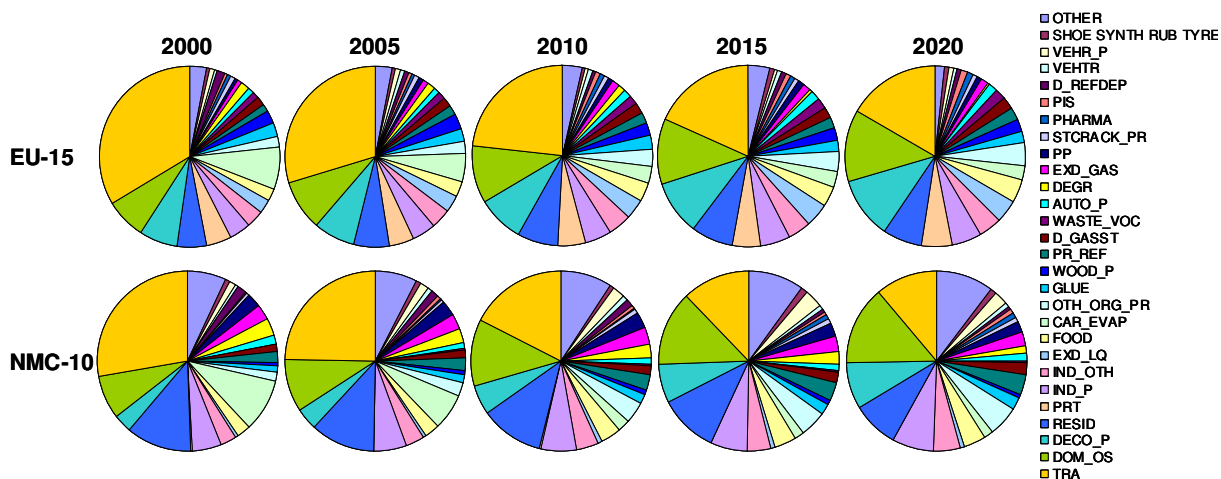 2000 2005 2010 2015 2020
EU-15
NMC-10
OTHER
SHOE SYNTH RUB TYRE
VEHR_P
VEHTR
D_REFDEP
PIS
PHARMA
STCRACK_PR
PP
EXD_GAS
DEGR
AUTO_P
WASTE_VOC
D_GASST
PR_REF
WOOD_P
GLUE
OTH_ORG_PR
CAR_EVAP
FOOD
EXD_LQ
IND_OTH
IND_P
PRT
RESID
DECO_P
DOM_OS
TRA